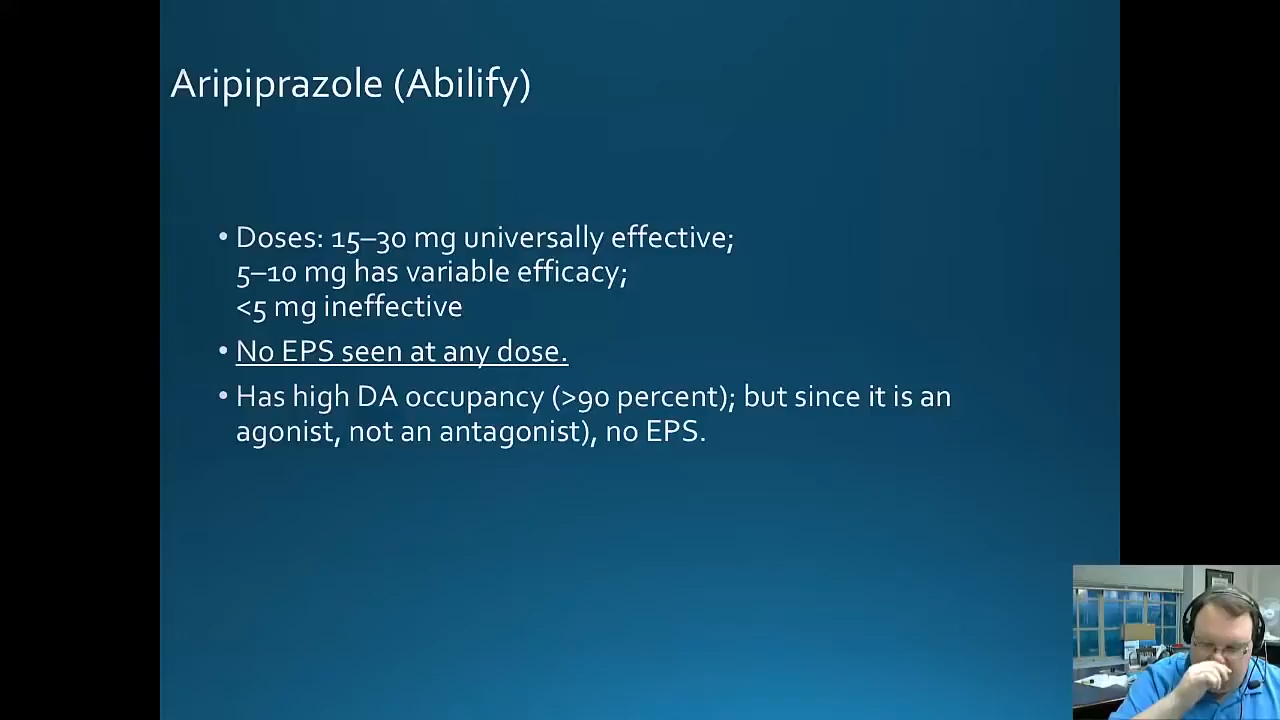 Aripiprazole (Abilify)
• Doses: 15–30 mg universally effective;
5–10 mg has variable efficacy;
<5 mg ineffective
• No EPS seen at any dose.
• Has high DA occupancy (>90 percent); but since it is an
agonist, not an antagonist), no EPS.